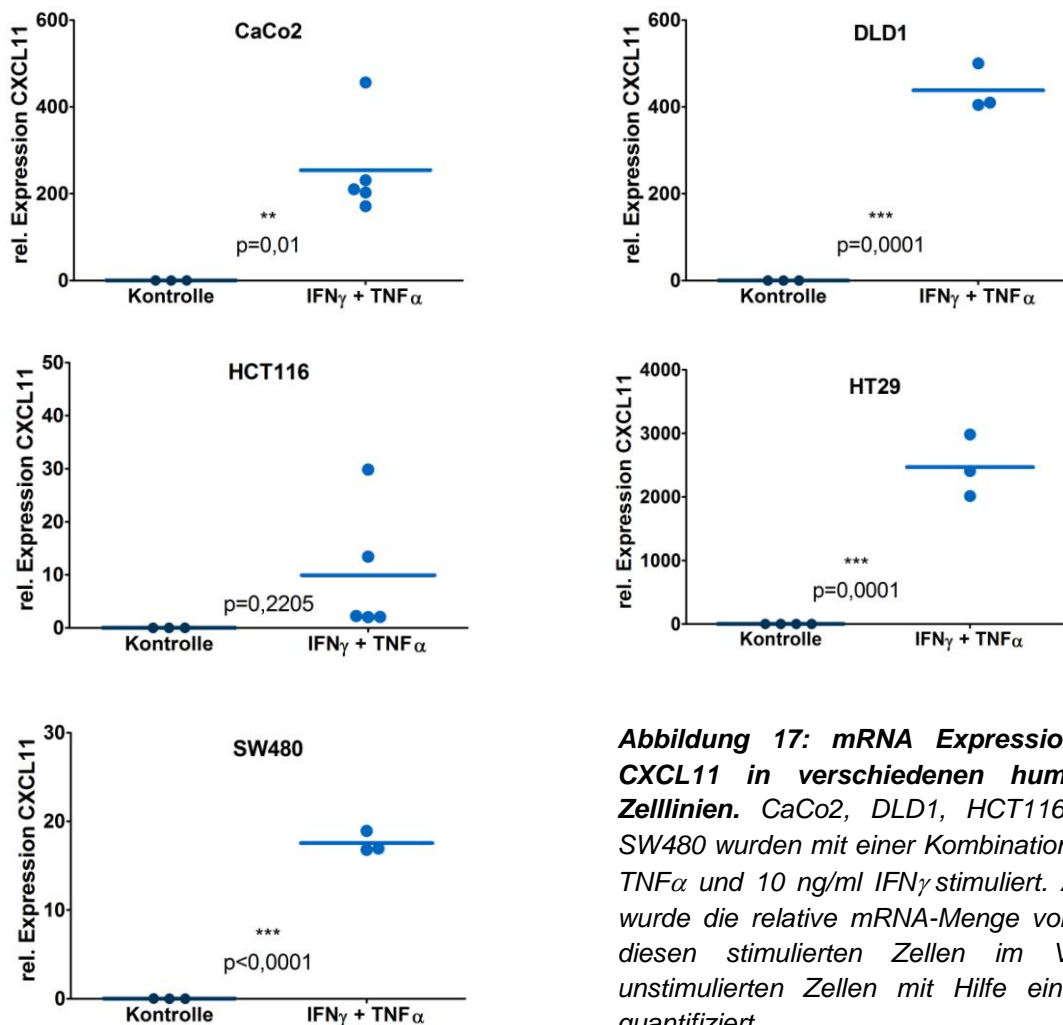 CaCo2
rel. Expression CXCL11
600
400
200
0
**
p=0,01
Kontrolle
IFNγ + TNFα
DLD1
rel. Expression CXCL11
600
400
200
0
***
p=0,0001
Kontrolle
IFNγ + TNFα
HCT116
rel. Expression CXCL11
50
40
30
20
10
0
p=0,2205
Kontrolle
IFNγ + TNFα
HT29
rel. Expression CXCL11
4000
3000
2000
1000
0
***
p=0,0001
Kontrolle
IFNγ + TNFα
SW480
rel. Expression CXCL11
30
20
10
0
***
p<0,0001
Kontrolle
IFNγ + TNFα
Abbildung 17: mRNA Expression
CXCL11 in verschiedenen hum
Zelllinien. CaCo2, DLD1, HCT116
SW480 wurden mit einer Kombination
TNFα und 10 ng/ml IFNγ stimuliert.
wurde die relative mRNA-Menge
diesen stimulierten Zellen im
unstimulierten Zellen mit Hilfe ein
quantifiziert